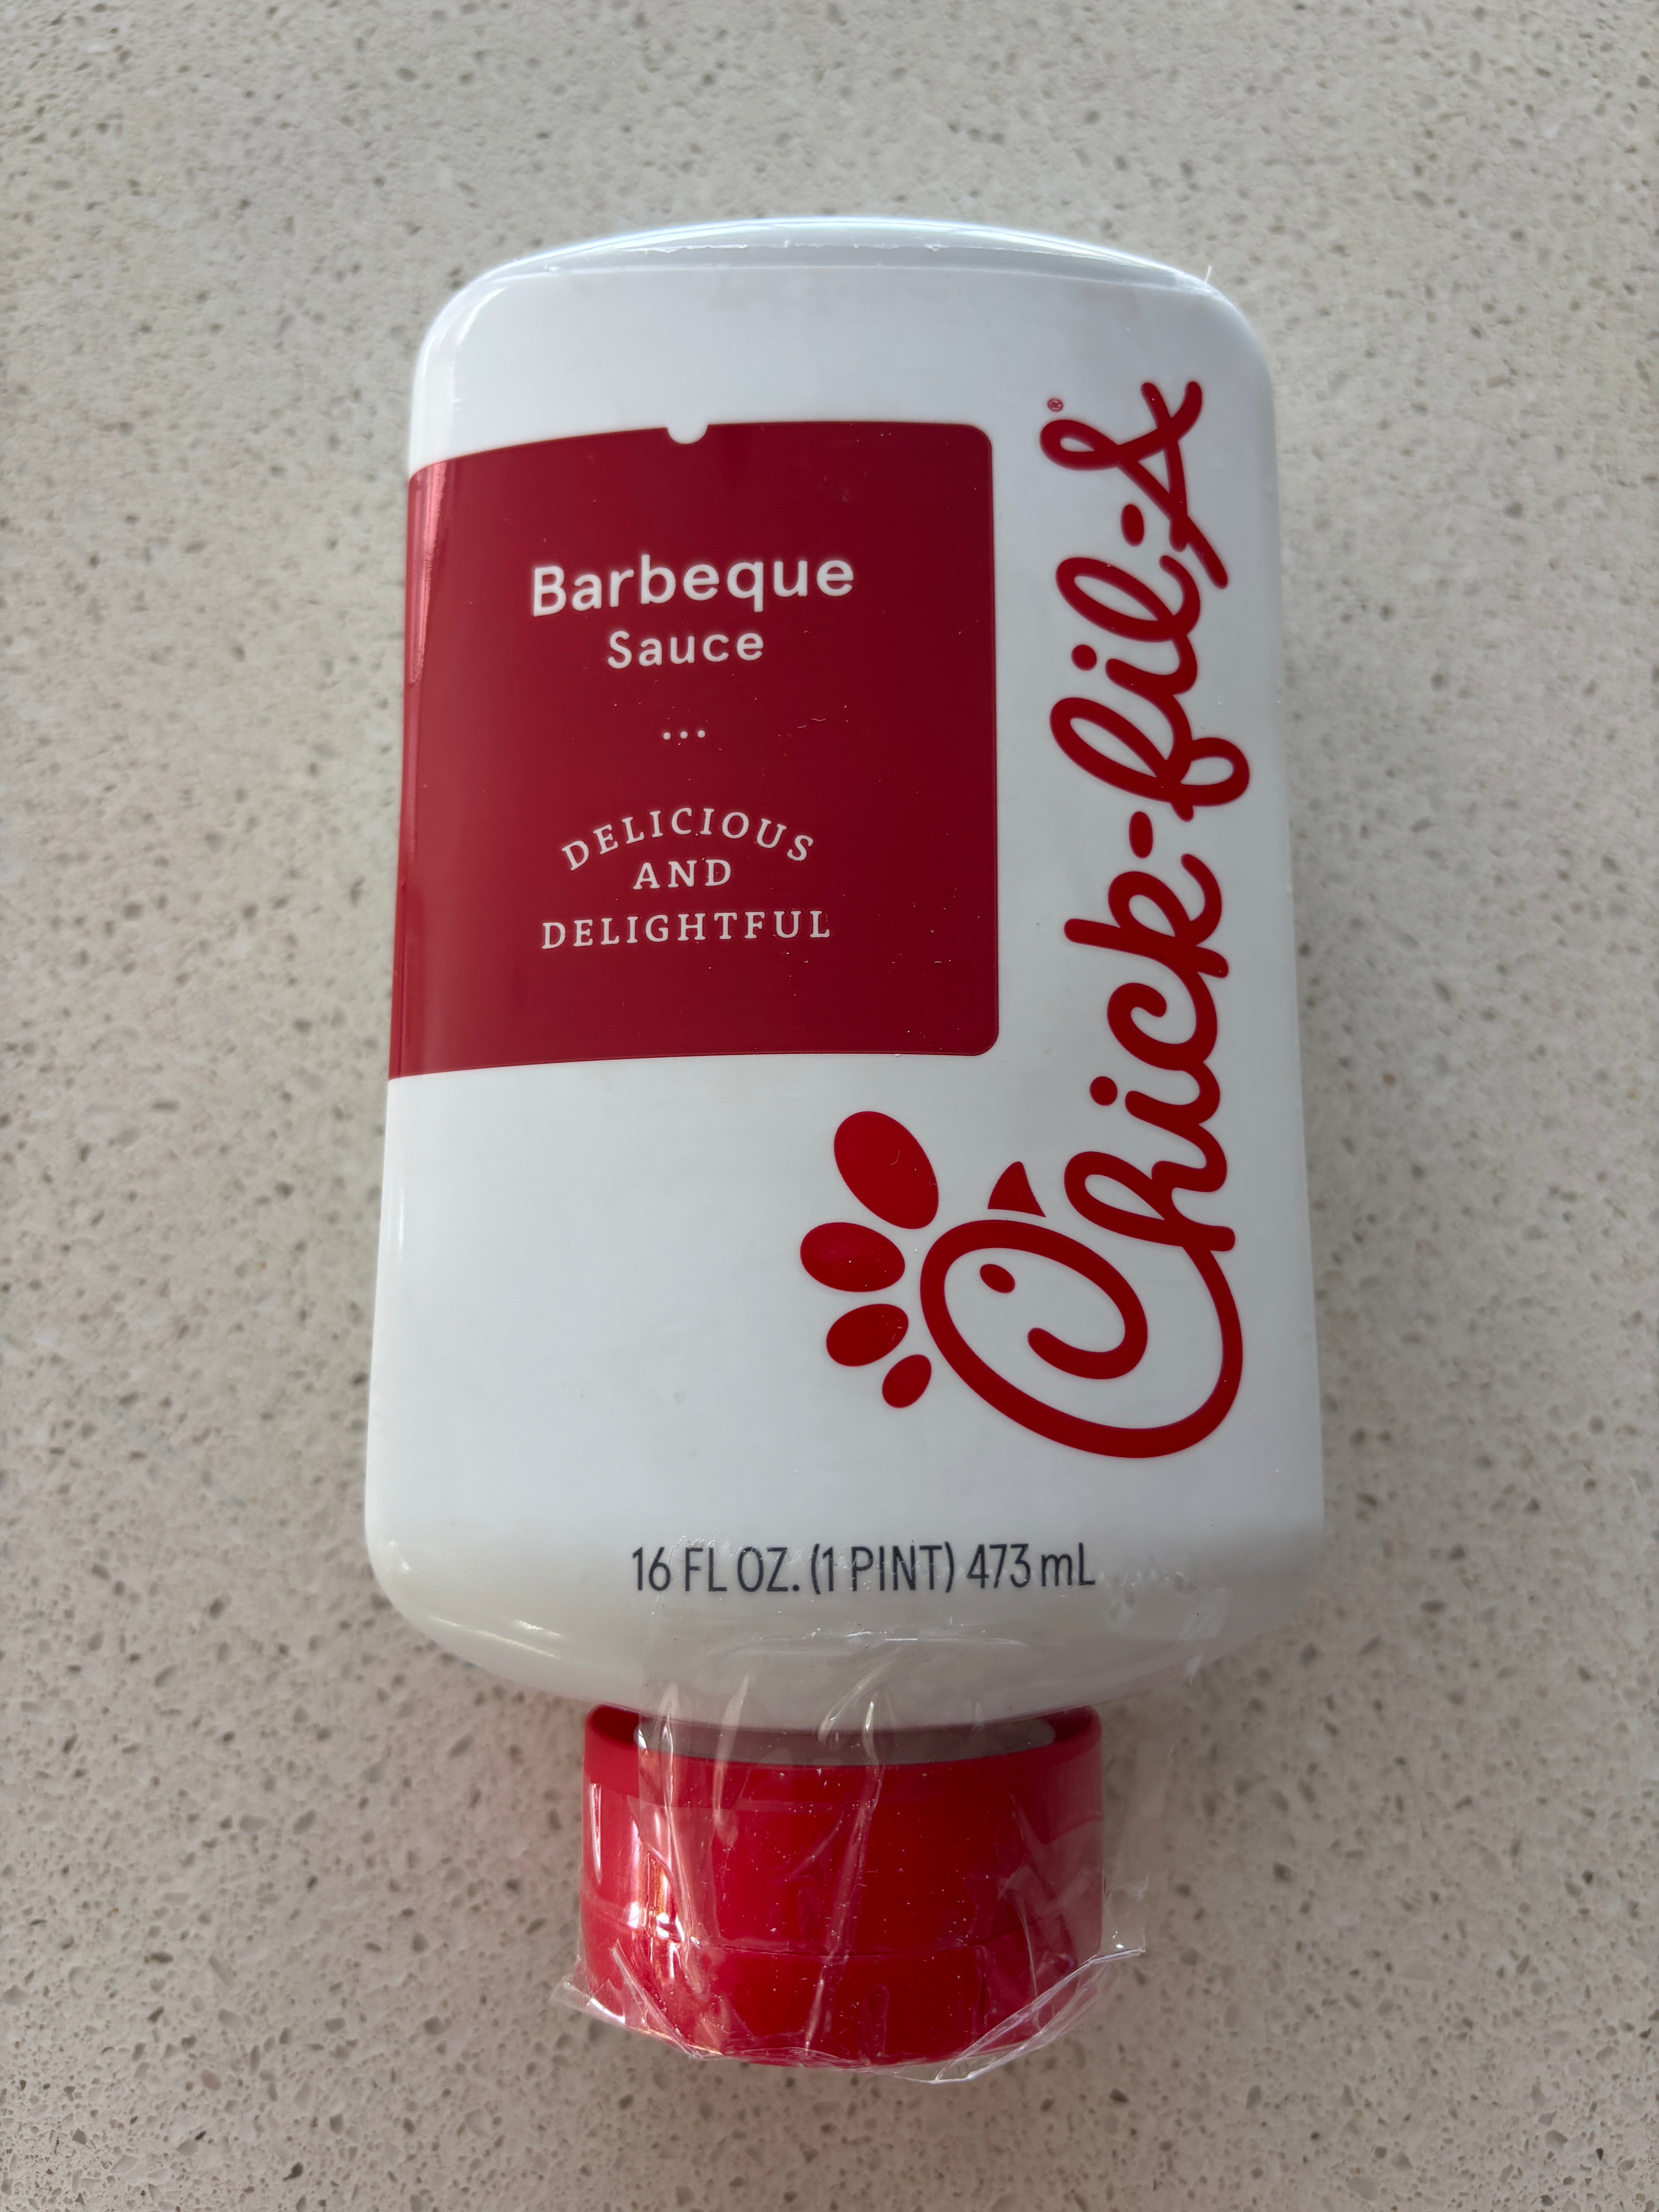 Barbeque
Sauce
...
DELICIOUS
AND
DELIGHTFUL
Chick-fil-A®
16 FL OZ. (1 PINT) 473 mL